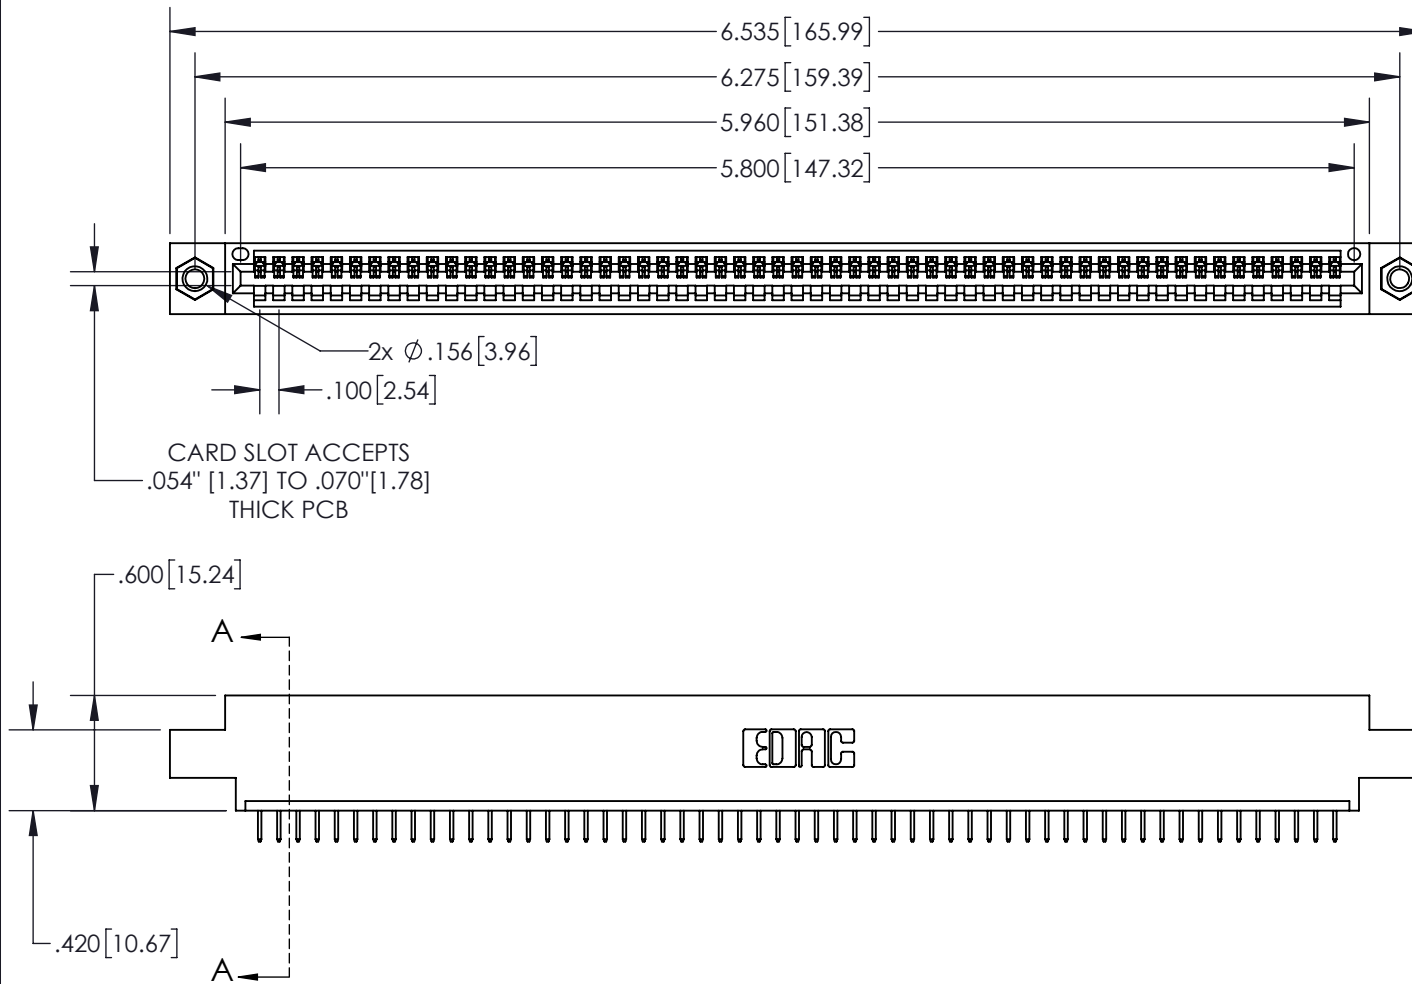 6.535[165.99]
6.275[159.39]
5.960[151.38]
5.800[147.32]
2x Ø.156[3.96]
.100[2.54]
CARD SLOT ACCEPTS
.054" [1.37] TO .070"[1.78]
THICK PCB
.600[15.24]
A
EDAC
.420[10.67]
A